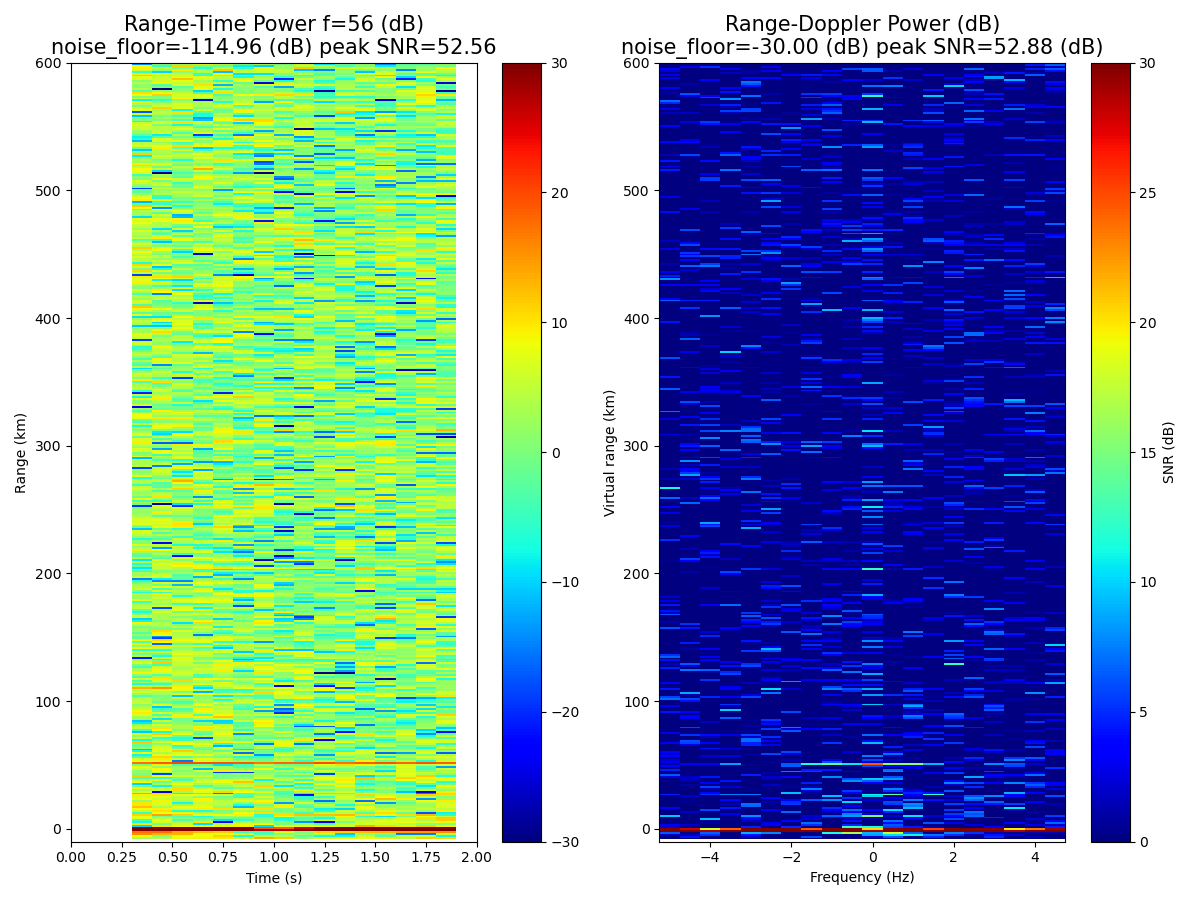 Range-Time Power f=56 (dB)
noise_floor=-114.96 (dB) peak SNR=52.56
600
500
400
300
200
100
0
Range (km)
0.00 0.25 0.50 0.75 1.00 1.25 1.50 1.75 2.00
Time (s)
30
20
10
0
−10
−20
−30
Range-Doppler Power (dB)
noise_floor=-30.00 (dB) peak SNR=52.88 (dB)
600
500
400
300
200
100
0
Virtual range (km)
−4 −2 0 2 4
Frequency (Hz)
30
25
20
15
10
5
0
SNR (dB)